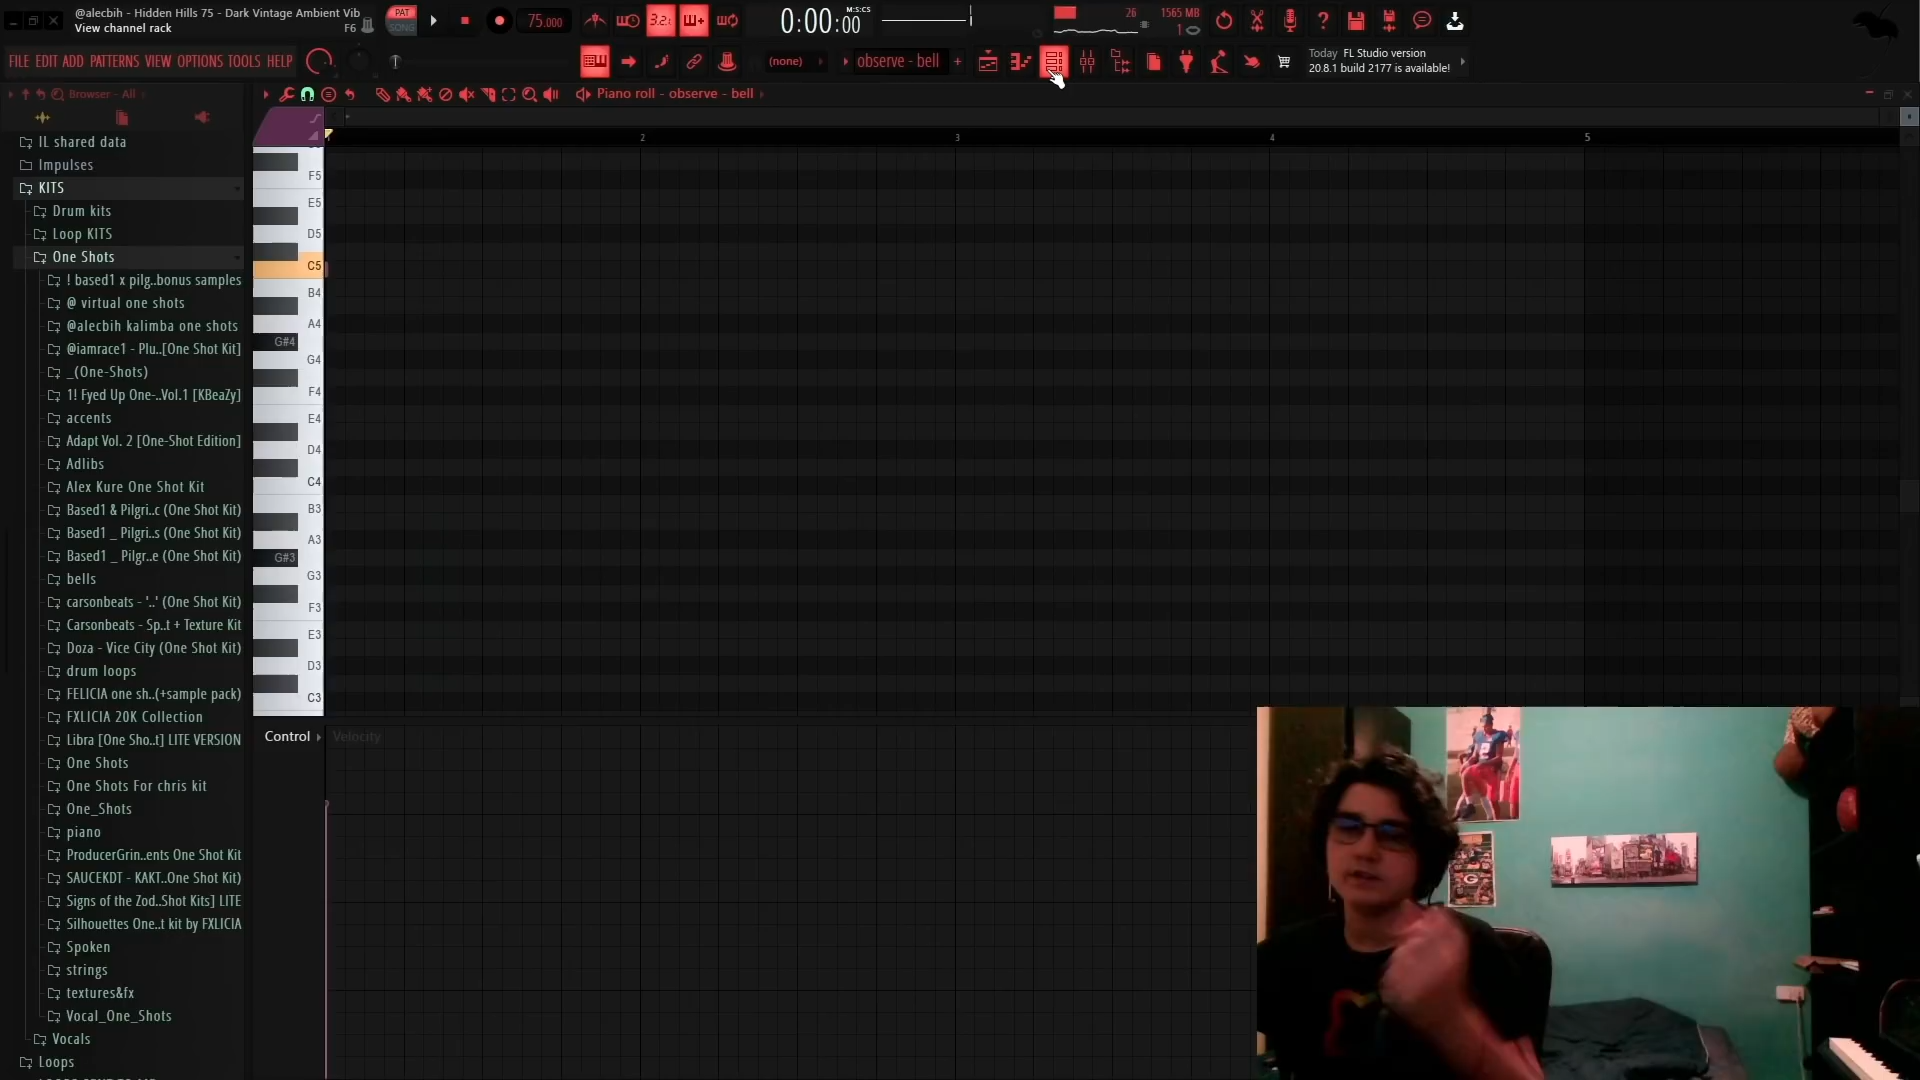 @alecbih - Hidden Hills 75 - Dark Vintage Ambient Vib
View channel rack F6
PAT
SONG
75.000
3.2.1
0:00:00
M:S:CS
26
1565 MB
1
FILE EDIT ADD PATTERNS VIEW OPTIONS TOOLS HELP
(none)
observe - bell
+
Today FL Studio version
20.8.1 build 2177 is available!
Browser - All
Piano roll - observe - bell
2
3
4
5
IL shared data
Impulses
KITS
Drum kits
Loop KITS
One Shots
! based1 x pilg..bonus samples
@ virtual one shots
@alecbih kalimba one shots
@iamrace1 - Plu..[One Shot Kit]
_(One-Shots)
1! Fyed Up One-..Vol.1 [KBeaZy]
accents
Adapt Vol. 2 [One-Shot Edition]
Adlibs
Alex Kure One Shot Kit
Based1 & Pilgri..c (One Shot Kit)
Based1 _ Pilgri..s (One Shot Kit)
Based1 _ Pilgr..e (One Shot Kit)
bells
carsonbeats - '..' (One Shot Kit)
Carsonbeats - Sp..t + Texture Kit
Doza - Vice City (One Shot Kit)
drum loops
FELICIA one sh..(+sample pack)
FXLICIA 20K Collection
Libra [One Sho..t] LITE VERSION
One Shots
One Shots For chris kit
One_Shots
piano
ProducerGrin..ents One Shot Kit
SAUCEKDT - KAKT..One Shot Kit)
Signs of the Zod..Shot Kits] LITE
Silhouettes One..t kit by FXLICIA
Spoken
strings
textures&fx
Vocal_One_Shots
Vocals
Loops
F5
E5
D5
C5
B4
A4
G#4
G4
F4
E4
D4
C4
B3
A3
G#3
G3
F3
E3
D3
C3
Control
Velocity
G